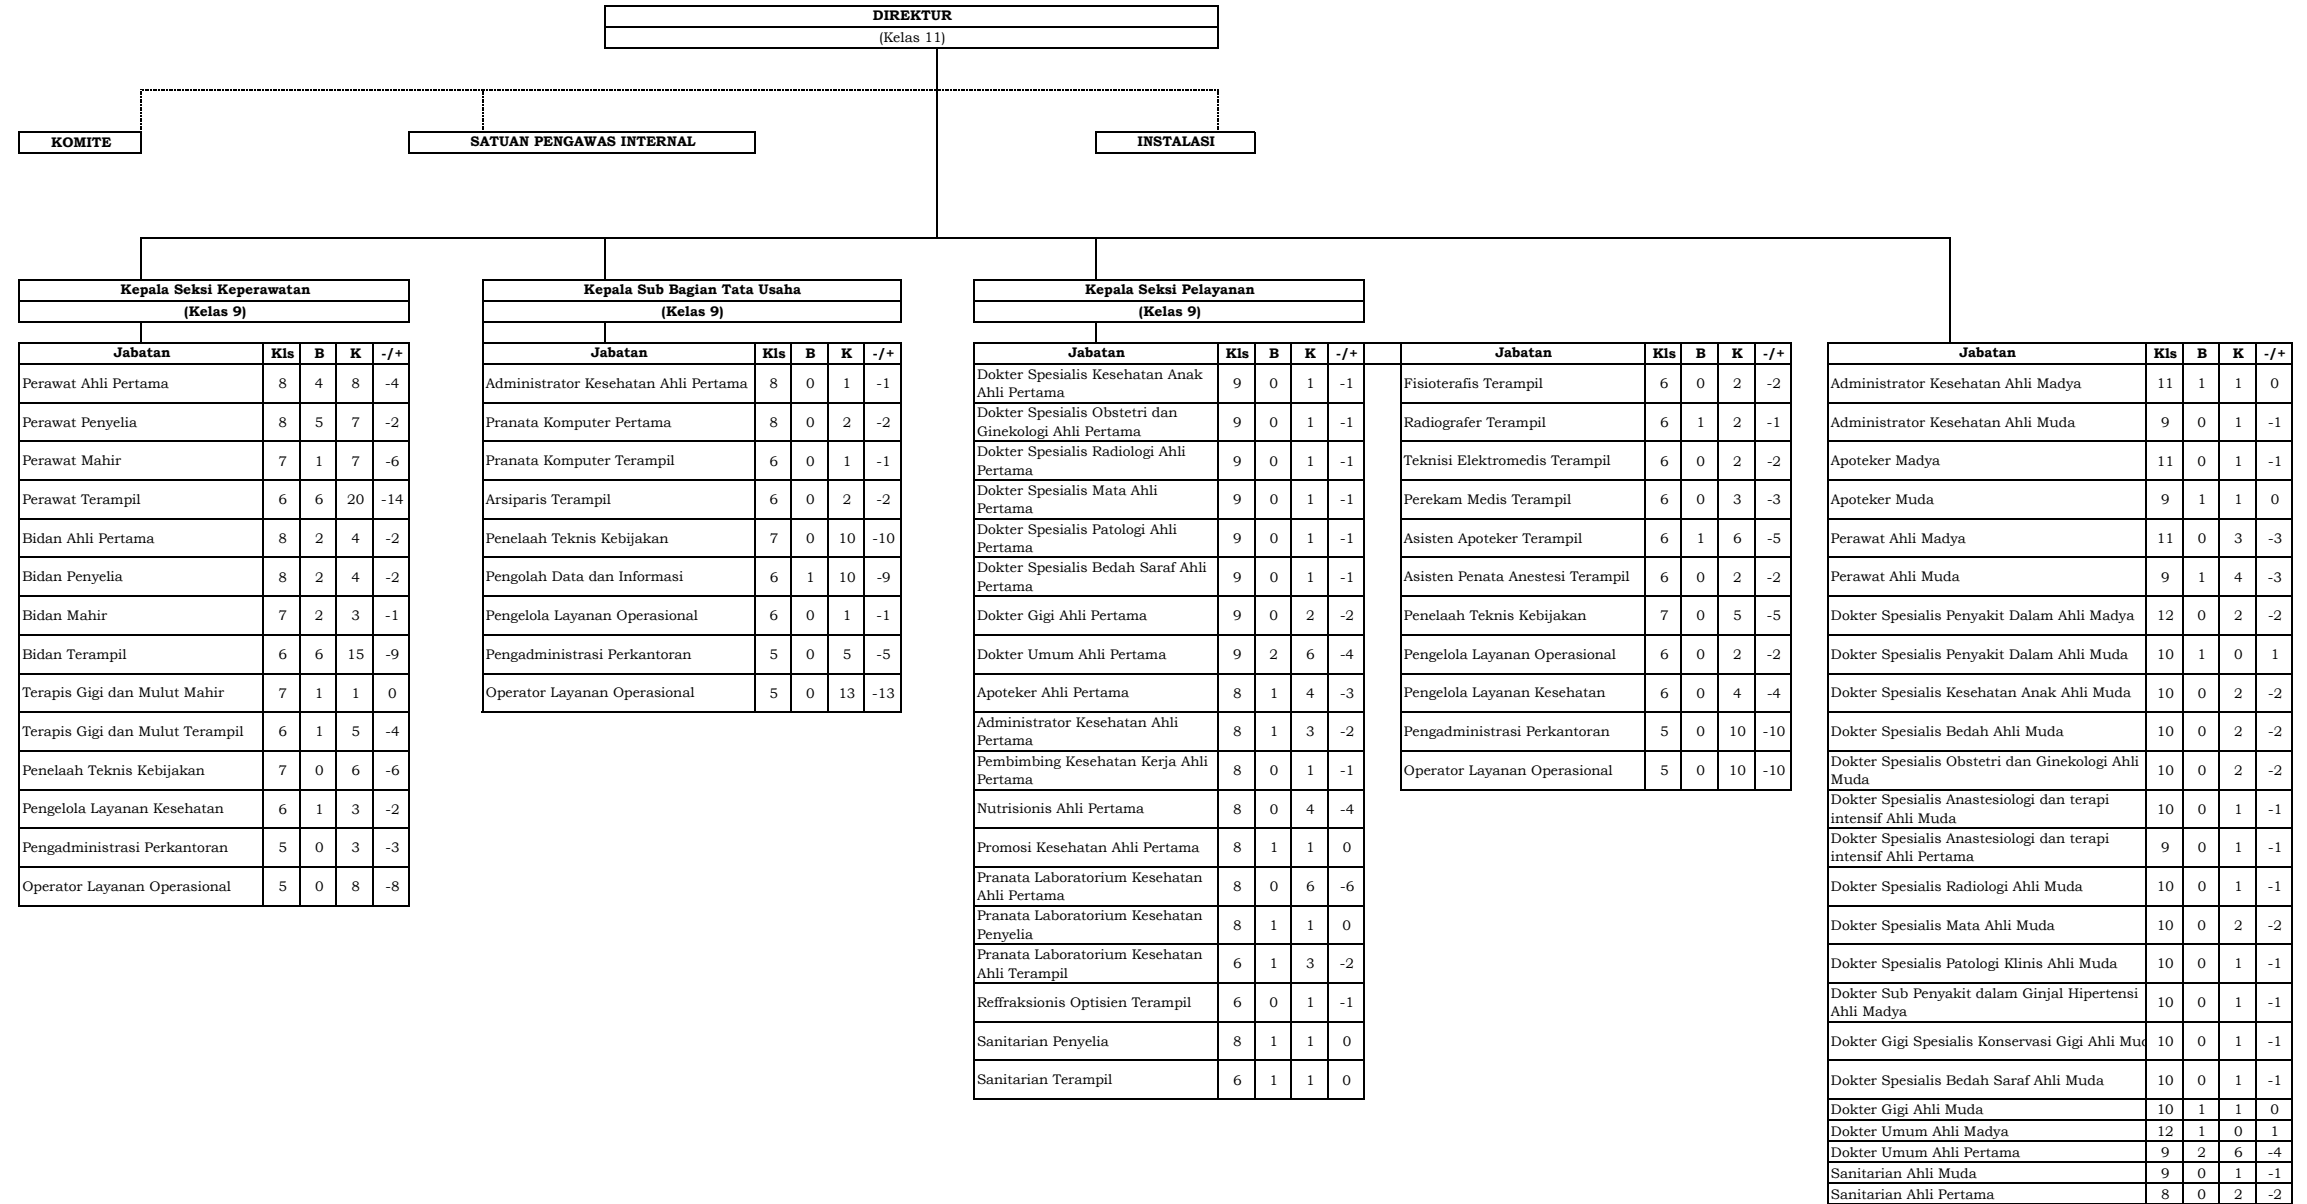 DIREKTUR
(Kelas 11)
KOMITE
SATUAN PENGAWAS INTERNAL
INSTALASI
Kepala Seksi Keperawatan
(Kelas 9)
Jabatan Kls B K -/+
Perawat Ahli Pertama 8 4 8 -4
Perawat Penyelia 8 5 7 -2
Perawat Mahir 7 1 7 -6
Perawat Terampil 6 6 20 -14
Bidan Ahli Pertama 8 2 4 -2
Bidan Penyelia 8 2 4 -2
Bidan Mahir 7 2 3 -1
Bidan Terampil 6 6 15 -9
Terapis Gigi dan Mulut Mahir 7 1 1 0
Terapis Gigi dan Mulut Terampil 6 1 5 -4
Penelaah Teknis Kebijakan 7 0 6 -6
Pengelola Layanan Kesehatan 6 1 3 -2
Pengadministrasi Perkantoran 5 0 3 -3
Operator Layanan Operasional 5 0 8 -8
Kepala Sub Bagian Tata Usaha
(Kelas 9)
Jabatan Kls B K -/+
Administrator Kesehatan Ahli Pertama 8 0 1 -1
Pranata Komputer Pertama 8 0 2 -2
Pranata Komputer Terampil 6 0 1 -1
Arsiparis Terampil 6 0 2 -2
Penelaah Teknis Kebijakan 7 0 10 -10
Pengolah Data dan Informasi 6 1 10 -9
Pengelola Layanan Operasional 6 0 1 -1
Pengadministrasi Perkantoran 5 0 5 -5
Operator Layanan Operasional 5 0 13 -13
Kepala Seksi Pelayanan
(Kelas 9)
Jabatan Kls B K -/+
Dokter Spesialis Kesehatan Anak
Ahli Pertama 9 0 1 -1
Dokter Spesialis Obstetri dan
Ginekologi Ahli Pertama 9 0 1 -1
Dokter Spesialis Radiologi Ahli
Pertama 9 0 1 -1
Dokter Spesialis Mata Ahli
Pertama 9 0 1 -1
Dokter Spesialis Patologi Ahli
Pertama 9 0 1 -1
Dokter Spesialis Bedah Saraf Ahli
Pertama 9 0 1 -1
Dokter Gigi Ahli Pertama 9 0 2 -2
Dokter Umum Ahli Pertama 9 2 6 -4
Apoteker Ahli Pertama 8 1 4 -3
Administrator Kesehatan Ahli
Pertama 8 1 3 -2
Pembimbing Kesehatan Kerja Ahli
Pertama 8 0 1 -1
Nutrisionis Ahli Pertama 8 0 4 -4
Promosi Kesehatan Ahli Pertama 8 1 1 0
Pranata Laboratorium Kesehatan
Ahli Pertama 8 0 6 -6
Pranata Laboratorium Kesehatan
Penyelia 8 1 1 0
Pranata Laboratorium Kesehatan
Ahli Terampil 6 1 3 -2
Reffraksionis Optisien Terampil 6 0 1 -1
Sanitarian Penyelia 8 1 1 0
Sanitarian Terampil 6 1 1 0
Jabatan Kls B K -/+
Fisioterafis Terampil 6 0 2 -2
Radiografer Terampil 6 1 2 -1
Teknisi Elektromedis Terampil 6 0 2 -2
Perekam Medis Terampil 6 0 3 -3
Asisten Apoteker Terampil 6 1 6 -5
Asisten Penata Anestesi Terampil 6 0 2 -2
Penelaah Teknis Kebijakan 7 0 5 -5
Pengelola Layanan Operasional 6 0 2 -2
Pengelola Layanan Kesehatan 6 0 4 -4
Pengadministrasi Perkantoran 5 0 10 -10
Operator Layanan Operasional 5 0 10 -10
Jabatan Kls B K -/+
Administrator Kesehatan Ahli Madya 11 1 1 0
Administrator Kesehatan Ahli Muda 9 0 1 -1
Apoteker Madya 11 0 1 -1
Apoteker Muda 9 1 1 0
Perawat Ahli Madya 11 0 3 -3
Perawat Ahli Muda 9 1 4 -3
Dokter Spesialis Penyakit Dalam Ahli Madya 12 0 2 -2
Dokter Spesialis Penyakit Dalam Ahli Muda 10 1 0 1
Dokter Spesialis Kesehatan Anak Ahli Muda 10 0 2 -2
Dokter Spesialis Bedah Ahli Muda 10 0 2 -2
Dokter Spesialis Obstetri dan Ginekologi Ahli
Muda 10 0 2 -2
Dokter Spesialis Anastesiologi dan terapi
intensif Ahli Muda 10 0 1 -1
Dokter Spesialis Anastesiologi dan terapi
intensif Ahli Pertama 9 0 1 -1
Dokter Spesialis Radiologi Ahli Muda 10 0 1 -1
Dokter Spesialis Mata Ahli Muda 10 0 2 -2
Dokter Spesialis Patologi Klinis Ahli Muda 10 0 1 -1
Dokter Sub Penyakit dalam Ginjal Hipertensi
Ahli Madya 10 0 1 -1
Dokter Gigi Spesialis Konservasi Gigi Ahli Mud 10 0 1 -1
Dokter Spesialis Bedah Saraf Ahli Muda 10 0 1 -1
Dokter Gigi Ahli Muda 10 1 1 0
Dokter Umum Ahli Madya 12 1 0 1
Dokter Umum Ahli Pertama 9 2 6 -4
Sanitarian Ahli Muda 9 0 1 -1
Sanitarian Ahli Pertama 8 0 2 -2